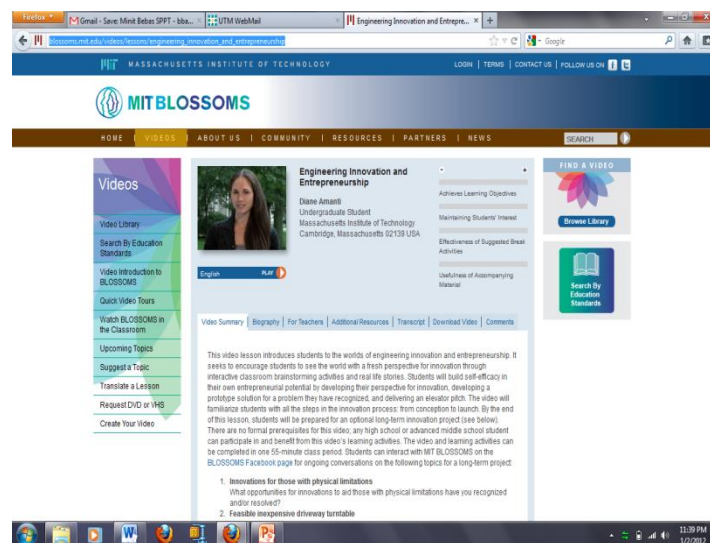 Firefox
Gmail - Save: Minit Bebas SPPT - bba...
UTM WebMail
Engineering Innovation and Entrepre...
blossoms.mit.edu/videos/lessons/engineering_innovation_and_entrepreneurship
Google
MASSACHUSETTS INSTITUTE OF TECHNOLOGY
LOGIN | TERMS | CONTACT US | FOLLOW US ON
MIT BLOSSOMS
HOME | VIDEOS | ABOUT US | COMMUNITY | RESOURCES | PARTNERS | NEWS
SEARCH
Videos
Video Library
Search By Education
Standards
Video Introduction to
BLOSSOMS
Quick Video Tours
Watch BLOSSOMS in
the Classroom
Upcoming Topics
Suggest a Topic
Translate a Lesson
Request DVD or VHS
Create Your Video
Engineering Innovation and
Entrepreneurship
Diane Amanti
Undergraduate Student
Massachusetts Institute of Technology
Cambridge, Massachusetts 02139 USA
English PLAY
- +
Achieves Learning Objectives
Maintaining Students' Interest
Effectiveness of Suggested Break
Activities
Usefulness of Accompanying
Material
FIND A VIDEO
Browse Library
Search By
Education
Standards
Video Summary | Biography | For Teachers | Additional Resources | Transcript | Download Video | Comments
This video lesson introduces students to the worlds of engineering innovation and entrepreneurship. It
seeks to encourage students to see the world with a fresh perspective for innovation through
interactive classroom brainstorming activities and real life stories. Students will build self-efficacy in
their own entrepreneurial potential by developing their perspective for innovation, developing a
prototype solution for a problem they have recognized, and delivering an elevator pitch. The video will
familiarize students with all the steps in the innovation process: from conception to launch. By the end
of this lesson, students will be prepared for an optional long-term innovation project (see below).
There are no formal prerequisites for this video; any high school or advanced middle school student
can participate in and benefit from this video's learning activities. The video and learning activities can
be completed in one 55-minute class period. Students can interact with MIT BLOSSOMS on the
BLOSSOMS Facebook page for ongoing conversations on the following topics for a long-term project:
1. Innovations for those with physical limitations
What opportunities for innovations to aid those with physical limitations have you recognized
and/or resolved?
2. Feasible inexpensive driveway turntable
11:39 PM
1/2/2012